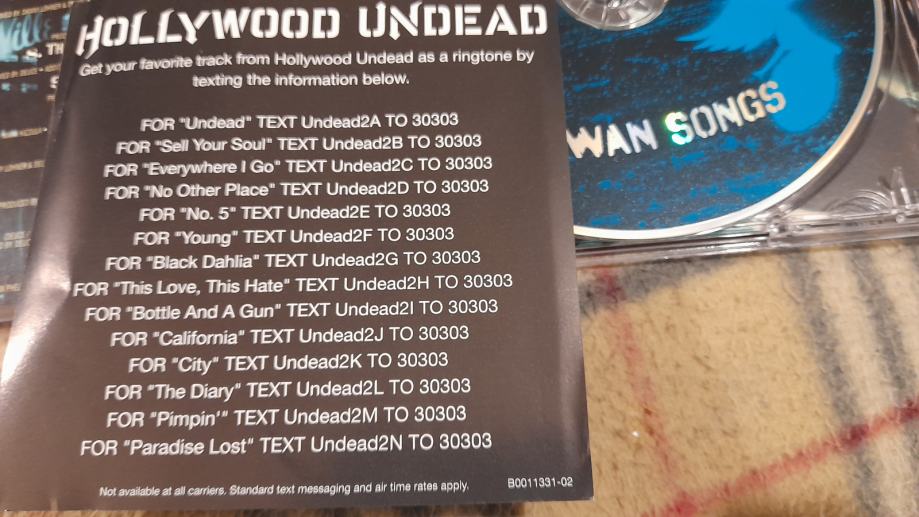 HOLLYWOOD UNDEAD
Get your favorite track from Hollywood Undead as a ringtone by
texting the information below.
FOR "Undead" TEXT Undead2A TO 30303
FOR "Sell Your Soul" TEXT Undead2B TO 30303
FOR "Everywhere I Go" TEXT Undead2C TO 30303
FOR "No Other Place" TEXT Undead2D TO 30303
FOR "No. 5" TEXT Undead2E TO 30303
FOR "Young" TEXT Undead2F TO 30303
FOR "Black Dahlia" TEXT Undead2G TO 30303
FOR "This Love, This Hate" TEXT Undead2H TO 30303
FOR "Bottle And A Gun" TEXT Undead2I TO 30303
FOR "California" TEXT Undead2J TO 30303
FOR "City" TEXT Undead2K TO 30303
FOR "The Diary" TEXT Undead2L TO 30303
FOR "Pimpin'" TEXT Undead2M TO 30303
FOR "Paradise Lost" TEXT Undead2N TO 30303
Not available at all carriers. Standard text messaging and air time rates apply.
B0011331-02
WAN SONGS